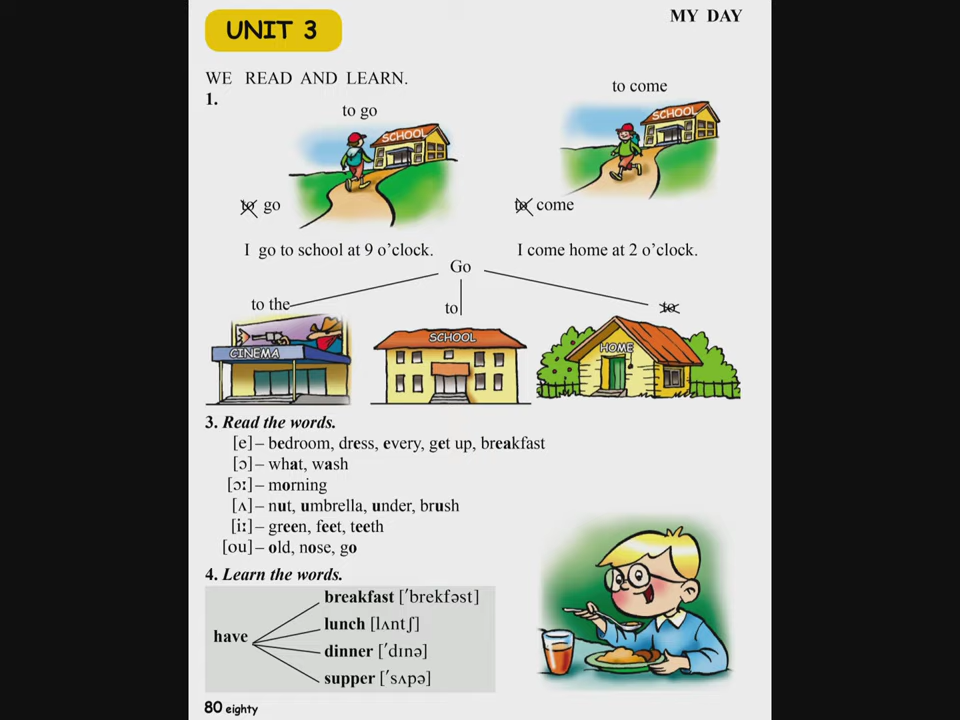 MY DAY
UNIT 3
WE READ AND LEARN.
1.
to go
to come
SCHOOL
SCHOOL
to go
to come
I go to school at 9 o’clock.
I come home at 2 o’clock.
Go
to the
to
to
CINEMA
SCHOOL
HOME
3. Read the words.
[e] – bedroom, dress, every, get up, breakfast
[ɔ] – what, wash
[ɔː] – morning
[ʌ] – nut, umbrella, under, brush
[iː] – green, feet, teeth
[ou] – old, nose, go
4. Learn the words.
have
breakfast [ˈbrekfəst]
lunch [lʌntʃ]
dinner [ˈdɪnə]
supper [ˈsʌpə]
80 eighty